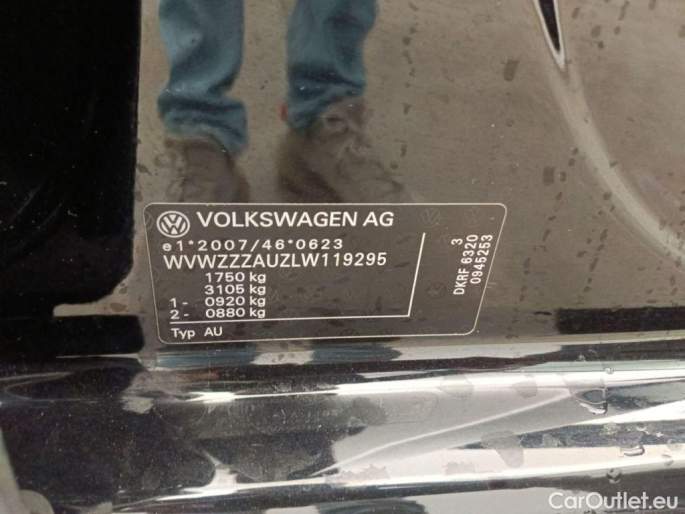 VOLKSWAGEN AG
e1*2007/46*0623
WVWZZZAUZLW119295
1750 kg
3105 kg
1- 0920 kg
2- 0880 kg
Typ AU
3
DKRF 6320
0945253
CarOutlet.eu